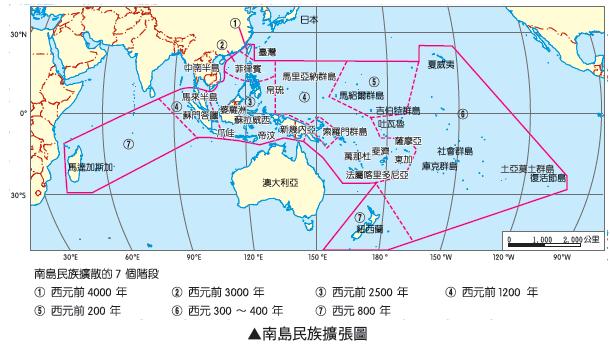 30°N
0°
30°S
① 日本
②
臺灣
中南半島
菲律賓
馬里亞納群島
夏威夷
帛琉
⑤
馬紹爾群島
馬來半島
④
③
④
吉伯特群島
⑥
蘇門答臘
婆羅洲
蘇拉威西
吐瓦魯
爪哇
帝汶
新幾內亞
索羅門群島
薩摩亞
⑦
萬那杜
斐濟
東加
社會群島
庫克群島
馬達加斯加
澳大利亞
法屬喀里多尼亞
土亞莫土群島
復活節島
⑦
紐西蘭
0 1,000 2,000 公里
30°E 60°E 90°E 120°E 150°E 180° 150°W 120°W 90°W
南島民族擴散的 7 個階段
① 西元前 4000 年 ② 西元前 3000 年 ③ 西元前 2500 年 ④ 西元前 1200 年
⑤ 西元前 200 年 ⑥ 西元 300 ~ 400 年 ⑦ 西元 800 年
▲南島民族擴張圖